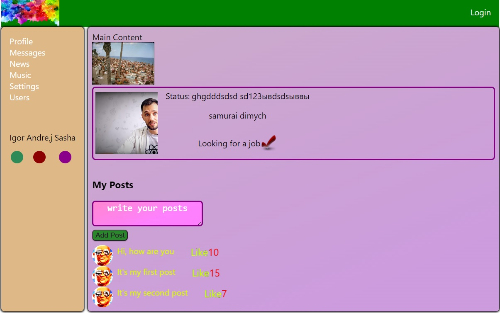 Login
Profile
Messages
News
Music
Settings
Users
Igor Andre,j Sasha
Main Content
Status: ghgdddsdsd sd123ывdsdsыввы
samurai dimych
Looking for a job
My Posts
write your posts
Add Post
Hi, how are you Like10
It's my first post Like15
It's my second post Like7